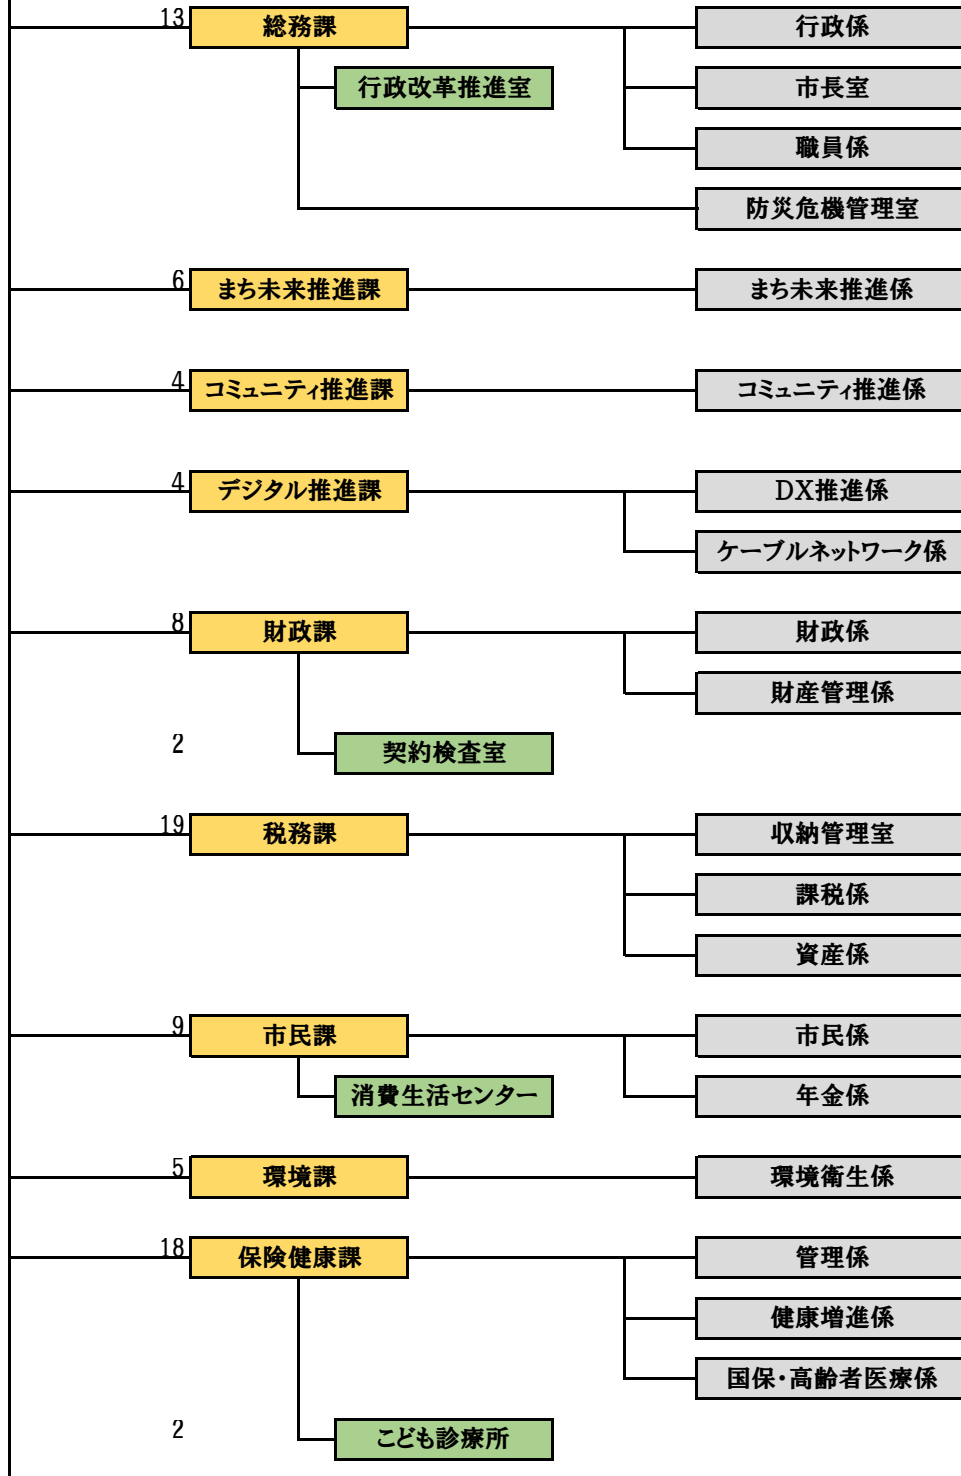 13 総務課 行政係
行政改革推進室 市長室
職員係
防災危機管理室
6 まち未来推進課 まち未来推進係
4 コミュニティ推進課 コミュニティ推進係
4 デジタル推進課 DX推進係
ケーブルネットワーク係
8 財政課 財政係
財産管理係
2 契約検査室
19 税務課 収納管理室
課税係
資産係
9 市民課 市民係
消費生活センター 年金係
5 環境課 環境衛生係
18 保険健康課 管理係
健康増進係
国保・高齢者医療係
2 こども診療所